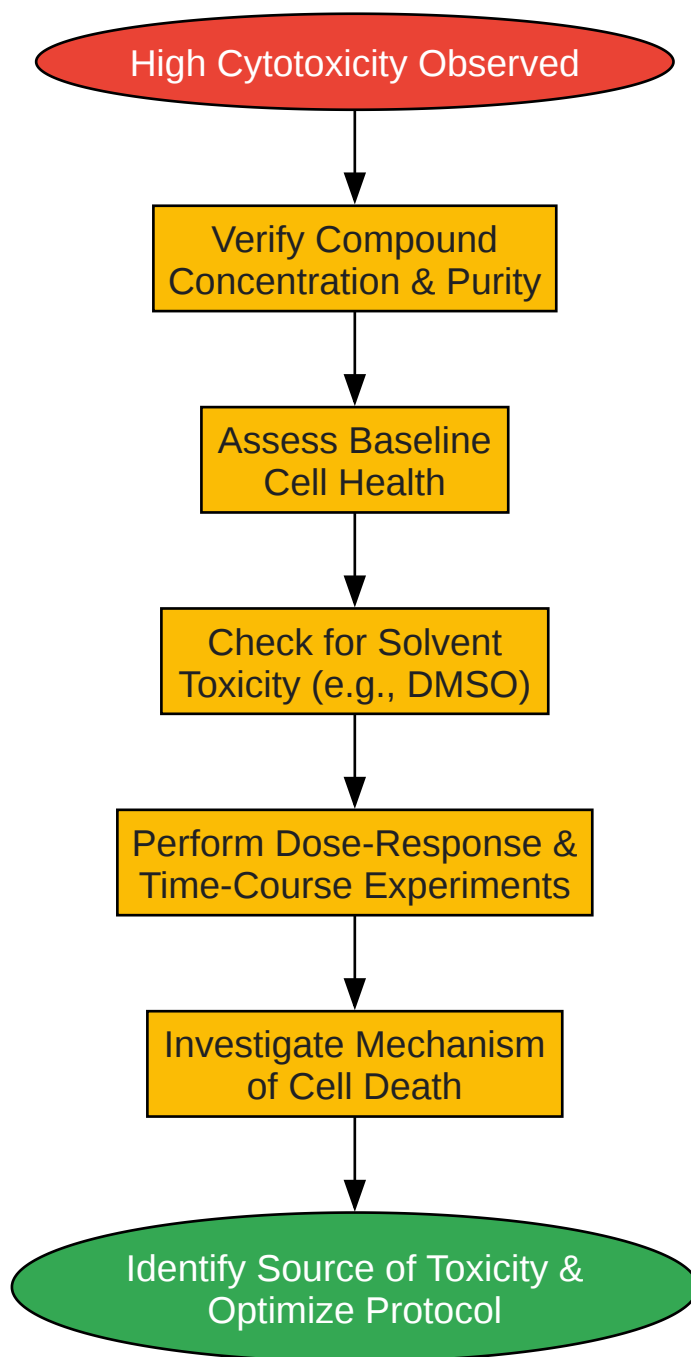 High Cytotoxicity Observed
Verify Compound
Concentration & Purity
Assess Baseline
Cell Health
Check for Solvent
Toxicity (e.g., DMSO)
Perform Dose-Response &
Time-Course Experiments
Investigate Mechanism
of Cell Death
Identify Source of Toxicity &
Optimize Protocol